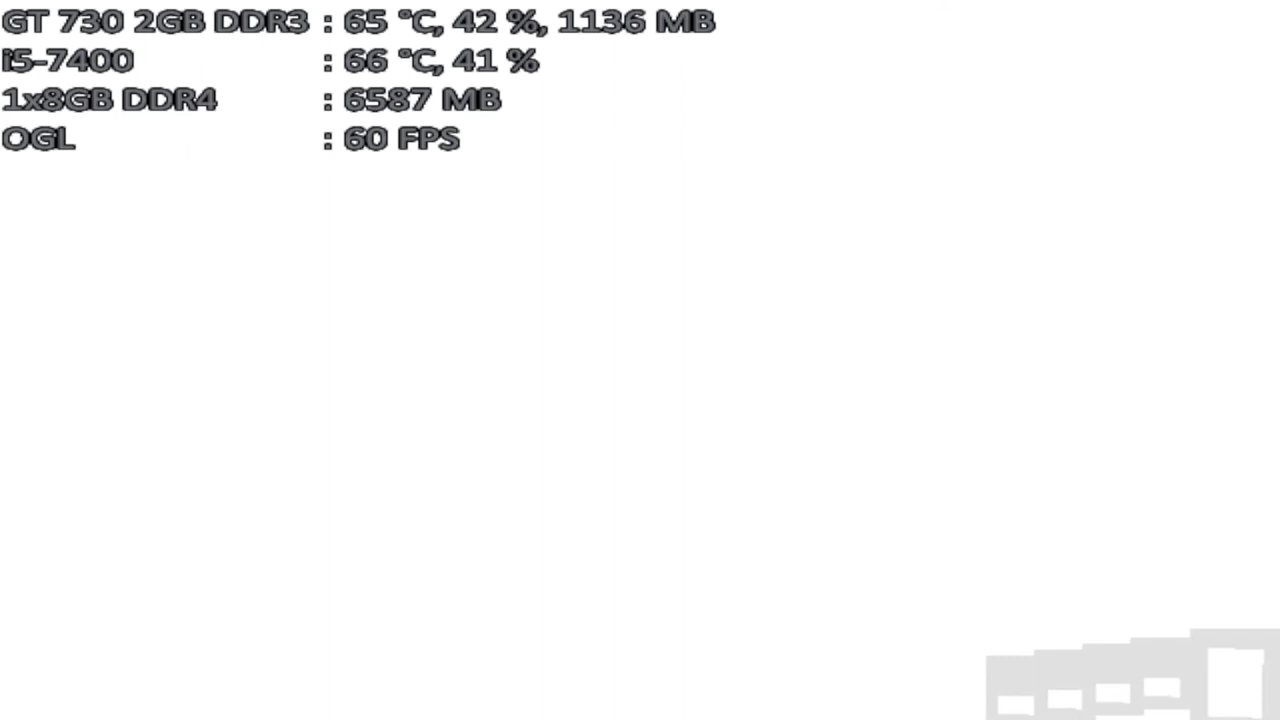 GT 730 2GB DDR3 : 65 °C, 42 %, 1136 MB
i5-7400 : 66 °C, 41 %
1x8GB DDR4 : 6587 MB
OGL : 60 FPS